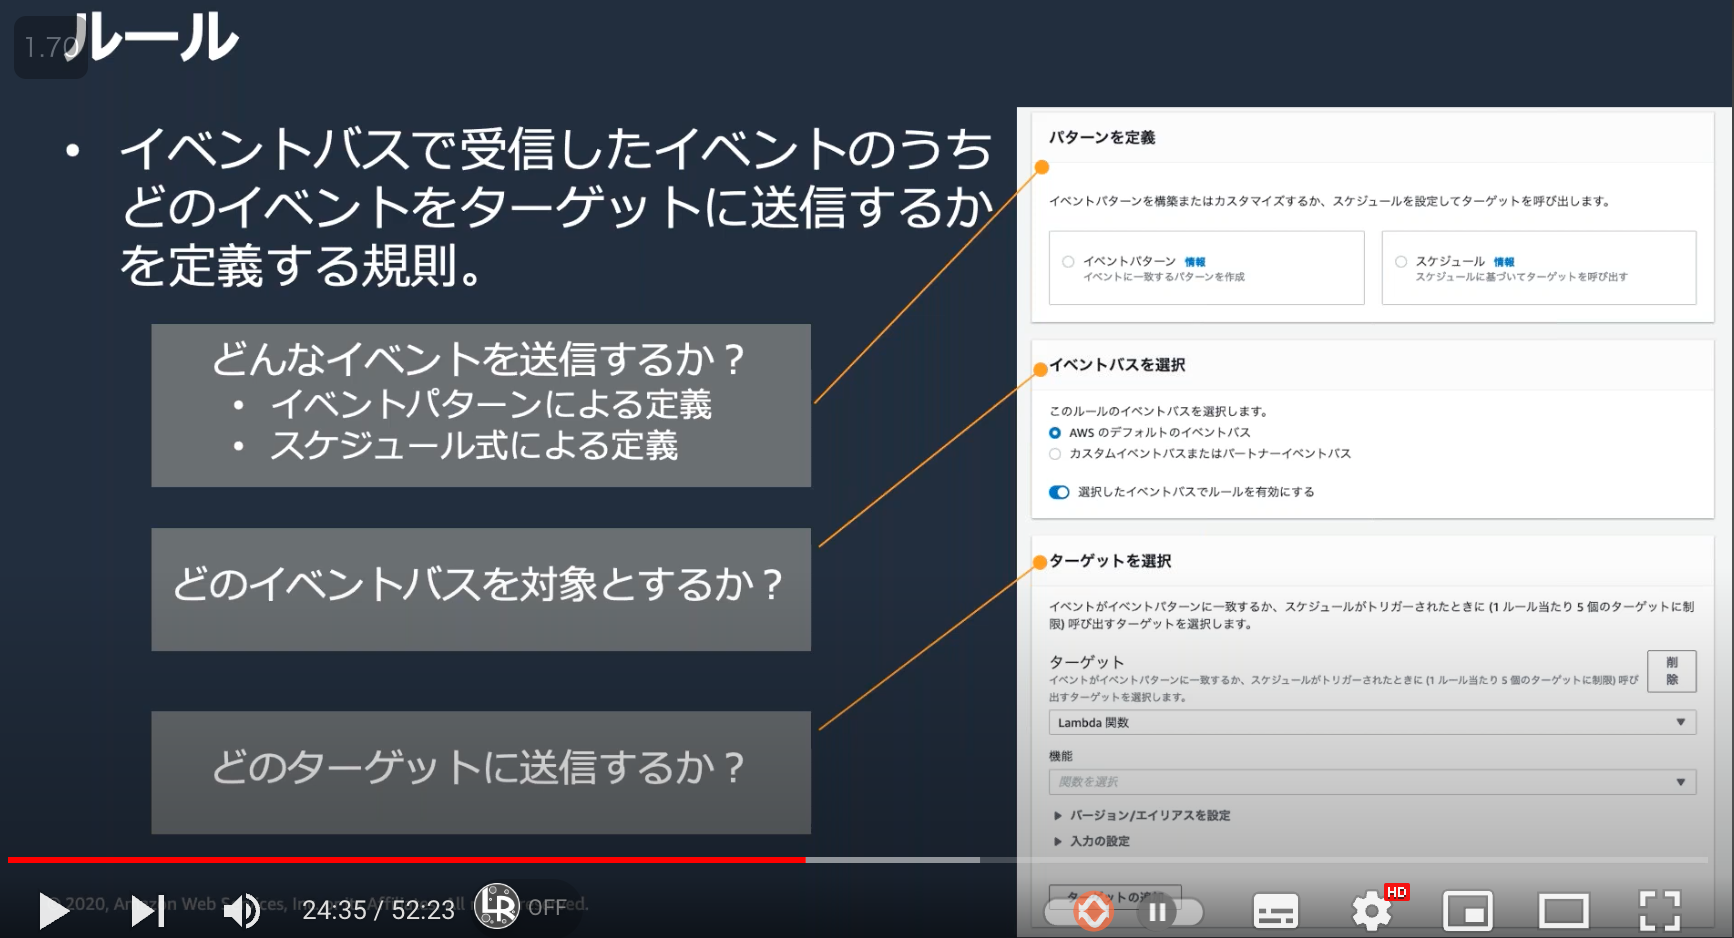 1.70
ルール
• イベントバスで受信したイベントのうち
どのイベントをターゲットに送信するか
を定義する規則。
どんなイベントを送信するか？
• イベントパターンによる定義
• スケジュール式による定義
どのイベントバスを対象とするか？
どのターゲットに送信するか？
パターンを定義
イベントパターンを構築またはカスタマイズするか、スケジュールを設定してターゲットを呼び出します。
イベントパターン 情報
イベントに一致するパターンを作成
スケジュール 情報
スケジュールに基づいてターゲットを呼び出す
イベントバスを選択
このルールのイベントバスを選択します。
AWS のデフォルトのイベントバス
カスタムイベントバスまたはパートナーイベントバス
選択したイベントバスでルールを有効にする
ターゲットを選択
イベントがイベントパターンに一致するか、スケジュールがトリガーされたときに (1 ルール当たり 5 個のターゲットに制
限) 呼び出すターゲットを選択します。
ターゲット
イベントがイベントパターンに一致するか、スケジュールがトリガーされたときに (1 ルール当たり 5 個のターゲットに制限) 呼び
出すターゲットを選択します。
削
除
Lambda 関数
機能
関数を選択
バージョン/エイリアスを設定
入力の設定
ターゲットの追
2020, Amazon Web Services, Inc. Affiliates. All reserved.
24:35 / 52:23
LR
OFF
HD